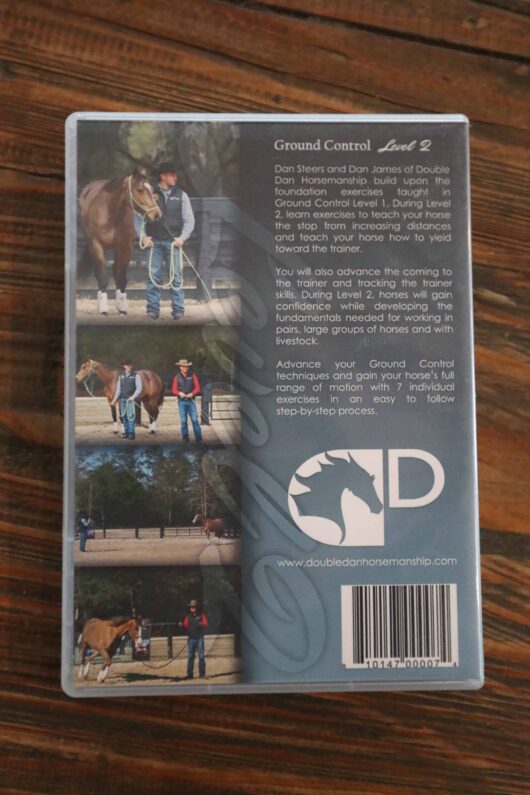 Ground Control Level 2
Dan Steers and Dan James of Double
Dan Horsemanship build upon the
foundation exercises taught in
Ground Control Level 1. During Level
2, learn exercises to teach your horse
the stop from increasing distances
and teach your horse how to yield
toward the trainer.
You will also advance the coming to
the trainer and tracking the trainer
skills. During Level 2, horses will gain
confidence while developing the
fundamentals needed for working in
pairs, large groups of horses and with
livestock.
Advance your Ground Control
techniques and gain your horse's full
range of motion with 7 individual
exercises in an easy to follow
step-by-step process.
D
www.doubledanhorsemanship.com
4 10147 00007 4